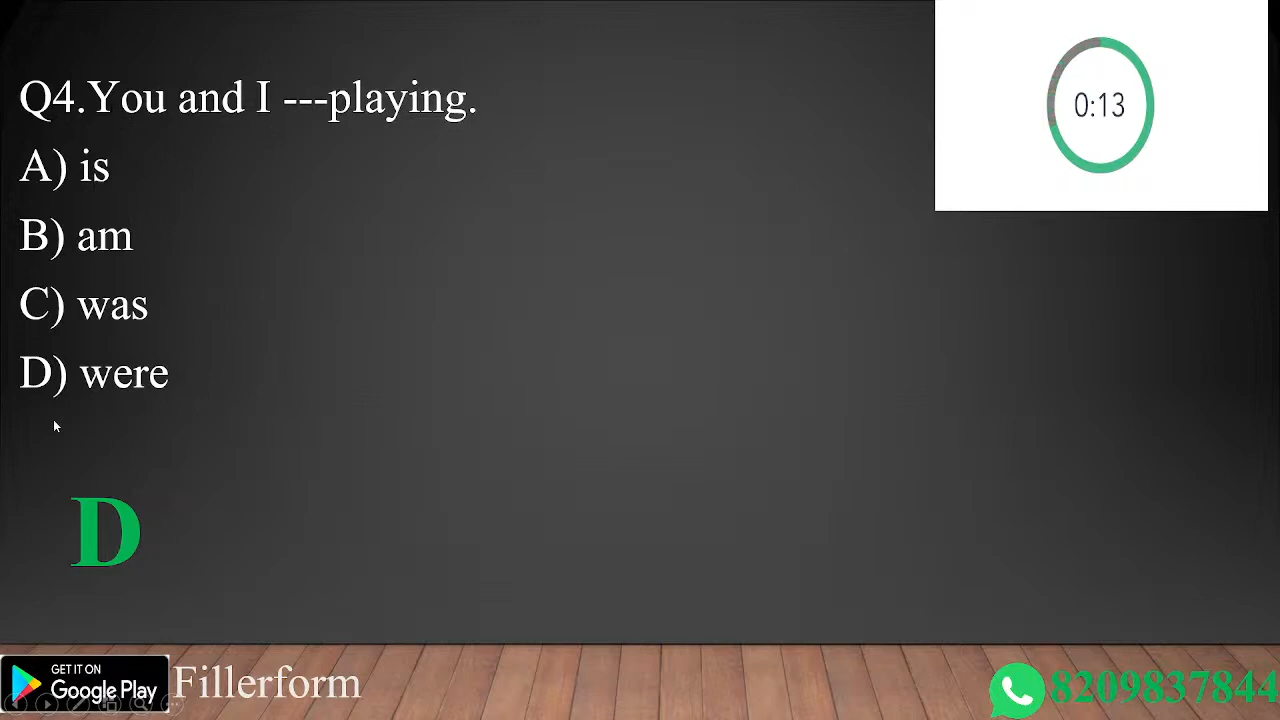 0:13
Q4.You and I ---playing.
A) is
B) am
C) was
D) were
D
GET IT ON
Google Play
Fillerform
8209837844